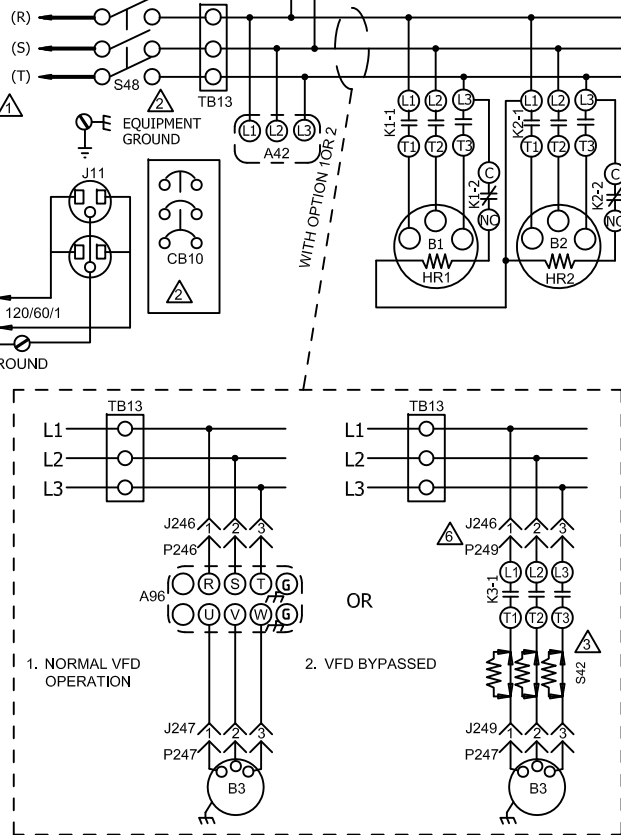 (R)
(S)
(T)
S48
TB13
1
2
EQUIPMENT
GROUND
L1 L2 L3
A42
J11
CB10
2
120/60/1
ROUND
WITH OPTION 1OR 2
K1-1
L1 L2 L3
T1 T2 T3
C
K1-2
NC
B1
HR1
K2-1
L1 L2 L3
T1 T2 T3
C
K2-2
NC
B2
HR2
TB13
L1
L2
L3
J246 1 2 3
P246
A96
R S T G
U V W G
1. NORMAL VFD
OPERATION
J247 1 2 3
P247
B3
OR
TB13
L1
L2
L3
6
J246 1 2 3
P249
K3-1
L1 L2 L3
T1 T2 T3
2. VFD BYPASSED
3
S42
J249 1 2 3
P247
B3